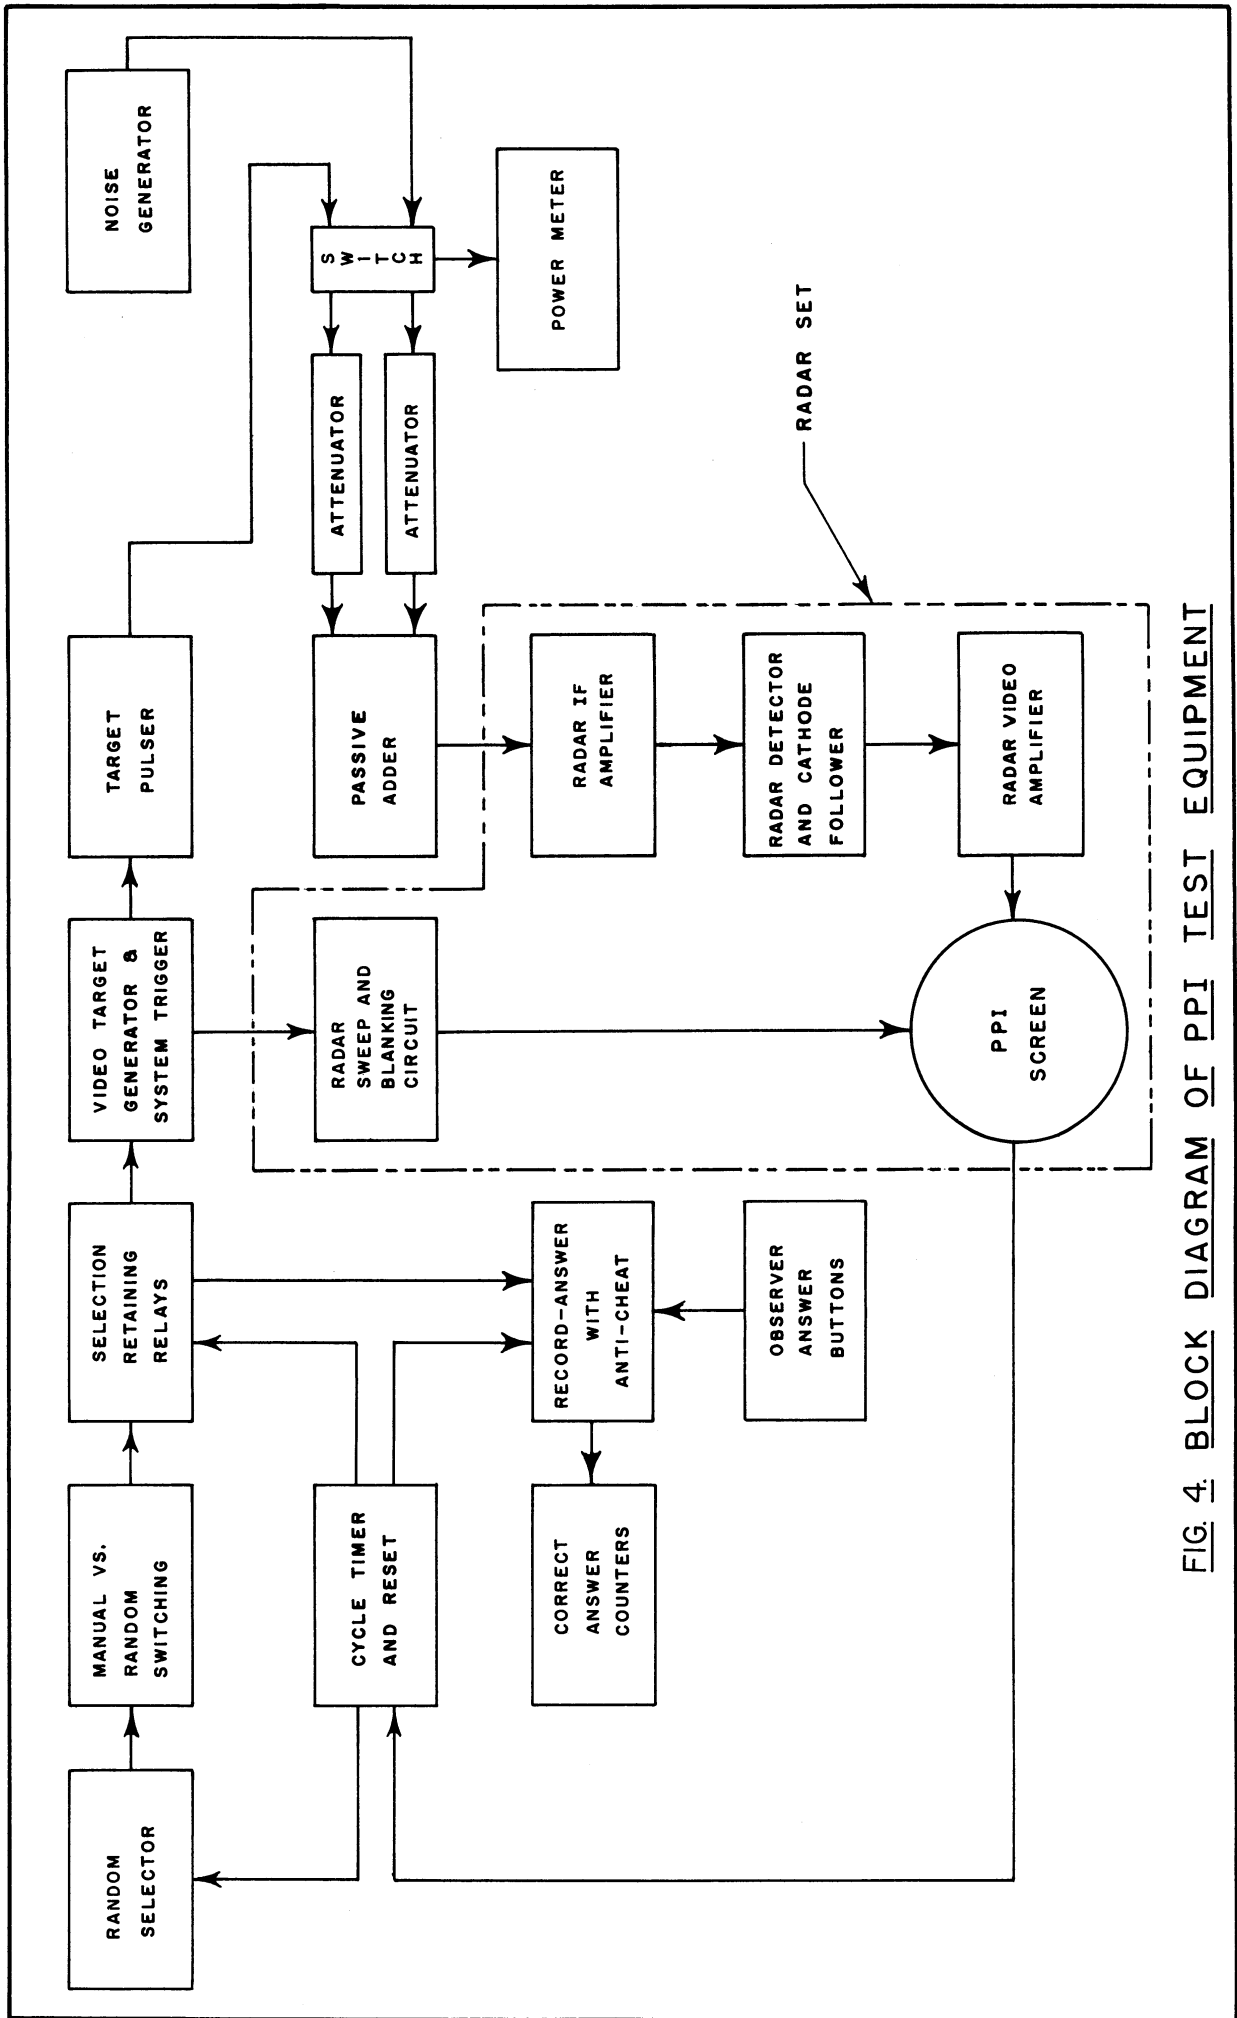 RANDOM
SELECTOR
MANUAL VS.
RANDOM
SWITCHING
SELECTION
RETAINING
RELAYS
VIDEO TARGET
GENERATOR &
SYSTEM TRIGGER
TARGET
PULSER
NOISE
GENERATOR
CYCLE TIMER
AND RESET
RADAR
SWEEP AND
BLANKING
CIRCUIT
PASSIVE
ADDER
ATTENUATOR
ATTENUATOR
SWITCH
CORRECT
ANSWER
COUNTERS
RECORD-ANSWER
WITH
ANTI-CHEAT
RADAR IF
AMPLIFIER
POWER METER
OBSERVER
ANSWER
BUTTONS
RADAR DETECTOR
AND CATHODE
FOLLOWER
RADAR SET
PPI
SCREEN
RADAR VIDEO
AMPLIFIER
FIG. 4. BLOCK DIAGRAM OF PPI TEST EQUIPMENT